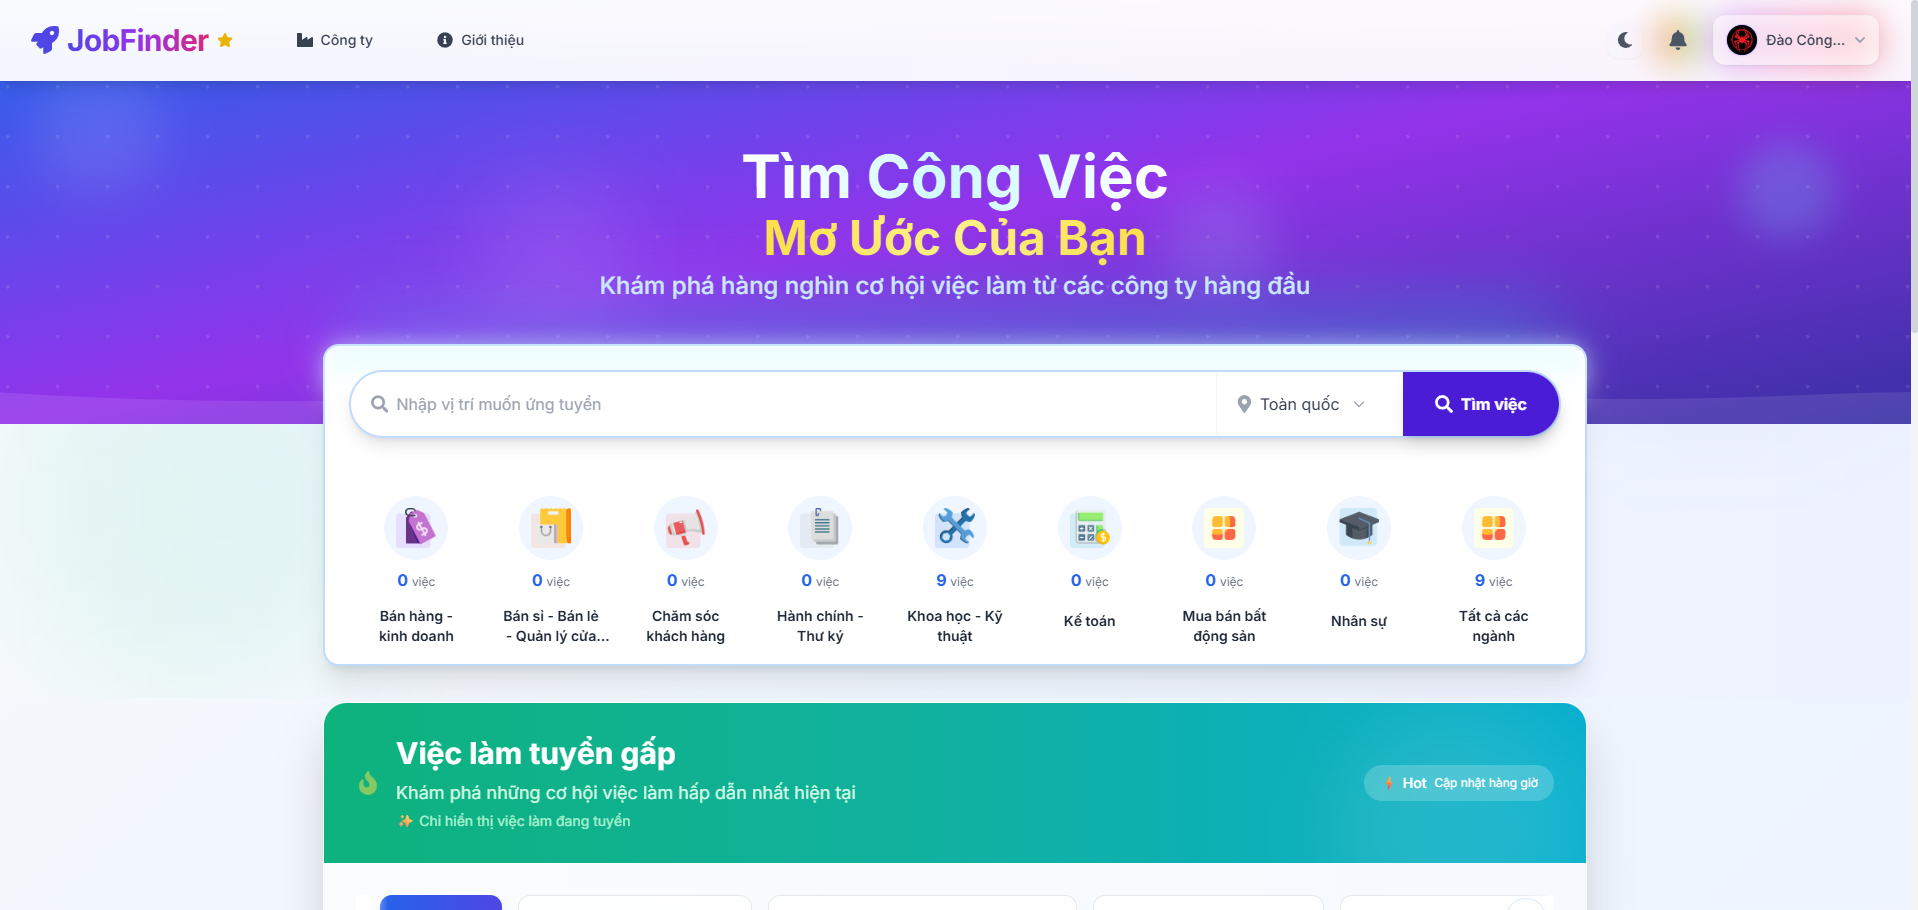 JobFinder
Công ty
Giới thiệu
Đào Công...
Tìm Công Việc
Mơ Ước Của Bạn
Khám phá hàng nghìn cơ hội việc làm từ các công ty hàng đầu
Nhập vị trí muốn ứng tuyển
Toàn quốc
Tìm việc
0 việc
Bán hàng -
kinh doanh
0 việc
Bán sỉ - Bán lẻ
- Quản lý cửa...
0 việc
Chăm sóc
khách hàng
0 việc
Hành chính -
Thư ký
9 việc
Khoa học - Kỹ
thuật
0 việc
Kế toán
0 việc
Mua bán bất
động sản
0 việc
Nhân sự
9 việc
Tất cả các
ngành
Việc làm tuyển gấp
Khám phá những cơ hội việc làm hấp dẫn nhất hiện tại
Chỉ hiển thị việc làm đang tuyển
Hot Cập nhật hàng giờ